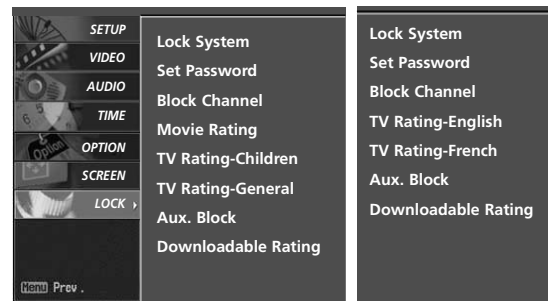 SETUP
VIDEO
AUDIO
TIME
OPTION
SCREEN
LOCK
Menu Prev.
Lock System
Set Password
Block Channel
Movie Rating
TV Rating-Children
TV Rating-General
Aux. Block
Downloadable Rating
Lock System
Set Password
Block Channel
TV Rating-English
TV Rating-French
Aux. Block
Downloadable Rating